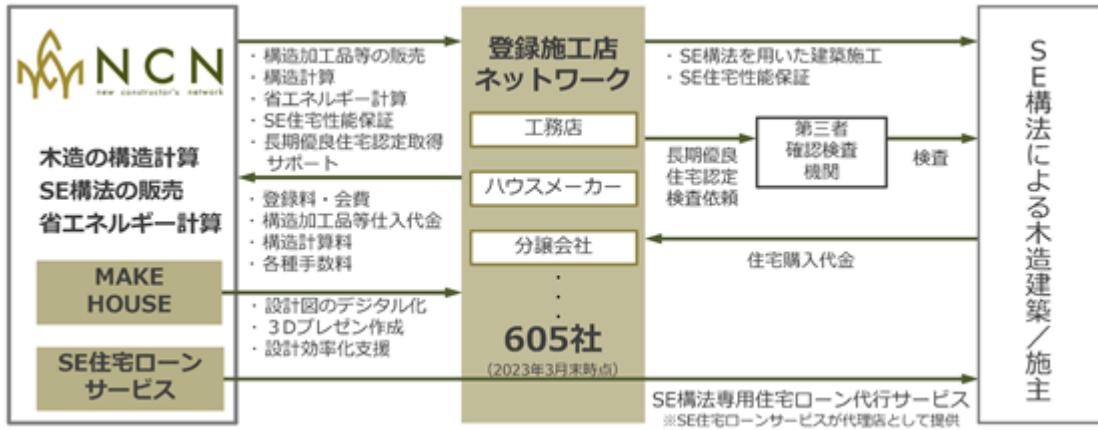 NCN
new constructor's network
木造の構造計算
SE構法の販売
省エネルギー計算
MAKE
HOUSE
SE住宅ローン
サービス
・構造加工品等の販売
・構造計算
・省エネルギー計算
・SE住宅性能保証
・長期優良住宅認定取得
サポート
・登録料・会費
・構造加工品等仕入代金
・構造計算料
・各種手数料
・設計図のデジタル化
・3Dプレゼン作成
・設計効率化支援
登録施工店
ネットワーク
工務店
ハウスメーカー
分譲会社
・
・
・
605社
(2023年3月末時点)
・SE構法を用いた建築施工
・SE住宅性能保証
長期優良
住宅認定
検査依頼
第三者
確認検査
機関
検査
住宅購入代金
SE構法専用住宅ローン代行サービス
※SE住宅ローンサービスが代理店として提供
SE構法による木造建築/施主